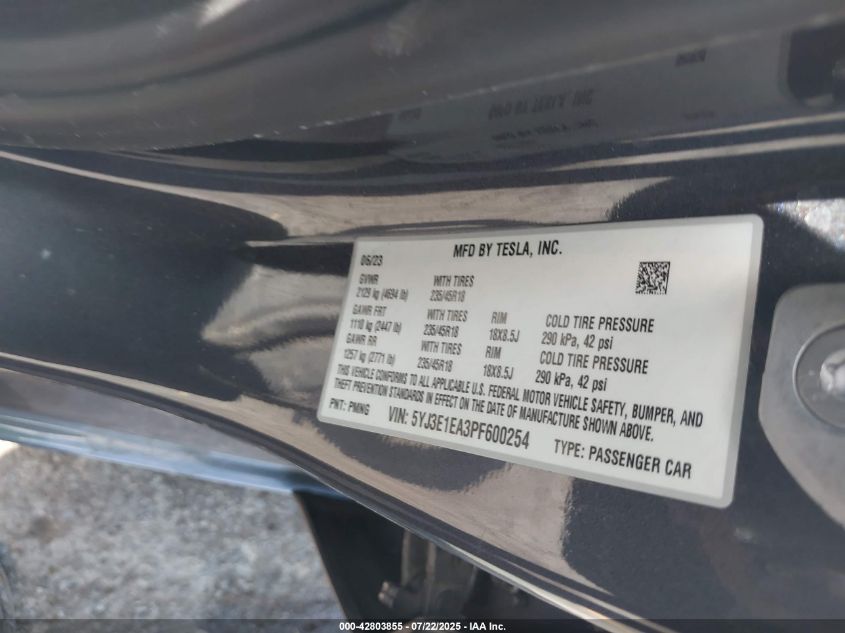 MFD BY TESLA, INC.
06/23
GVWR WITH TIRES
2129 kg (4694 lb) 235/45R18
GAWR FRT WITH TIRES RIM COLD TIRE PRESSURE
1110 kg (2447 lb) 235/45R18 18X8.5J 290 kPa, 42 psi
GAWR RR WITH TIRES RIM COLD TIRE PRESSURE
1257 kg (2771 lb) 235/45R18 18X8.5J 290 kPa, 42 psi
THIS VEHICLE CONFORMS TO ALL APPLICABLE U.S. FEDERAL MOTOR VEHICLE SAFETY, BUMPER, AND
THEFT PREVENTION STANDARDS IN EFFECT ON THE DATE OF MANUFACTURE SHOWN ABOVE.
PNT: PMNG VIN: 5YJ3E1EA3PF600254 TYPE: PASSENGER CAR
000-42803855 - 07/22/2025 - IAA Inc.